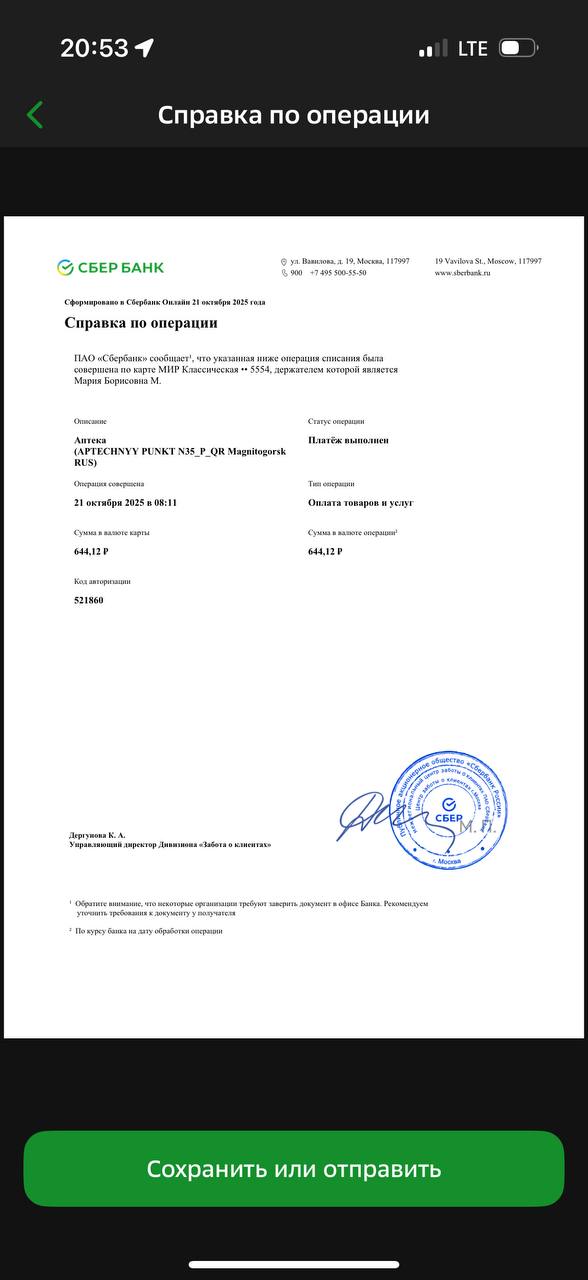 20:53
LTE
Справка по операции
СБЕР БАНК
ул. Вавилова, д. 19, Москва, 117997
19 Vavilova St., Moscow, 117997
900 +7 495 500-55-50
www.sberbank.ru
Сформировано в Сбербанк Онлайн 21 октября 2025 года
Справка по операции
ПАО «Сбербанк» сообщает¹, что указанная ниже операция списания была
совершена по карте МИР Классическая •• 5554, держателем которой является
Мария Борисовна М.
Описание
Статус операции
Аптека
Платёж выполнен
(APTECHNYY PUNKT N35_P_QR Magnitogorsk
RUS)
Операция совершена
Тип операции
21 октября 2025 в 08:11
Оплата товаров и услуг
Сумма в валюте карты
Сумма в валюте операции²
644,12 ₽
644,12 ₽
Код авторизации
521860
Публичное акционерное общество «Сбербанк России»
СБЕР
М. П.
г. Москва
Дергунова К. А.
Управляющий директор Дивизиона «Забота о клиентах»
¹ Обратите внимание, что некоторые организации требуют заверить документ в офисе Банка. Рекомендуем
уточнить требования к документу у получателя
² По курсу банка на дату обработки операции
Сохранить или отправить